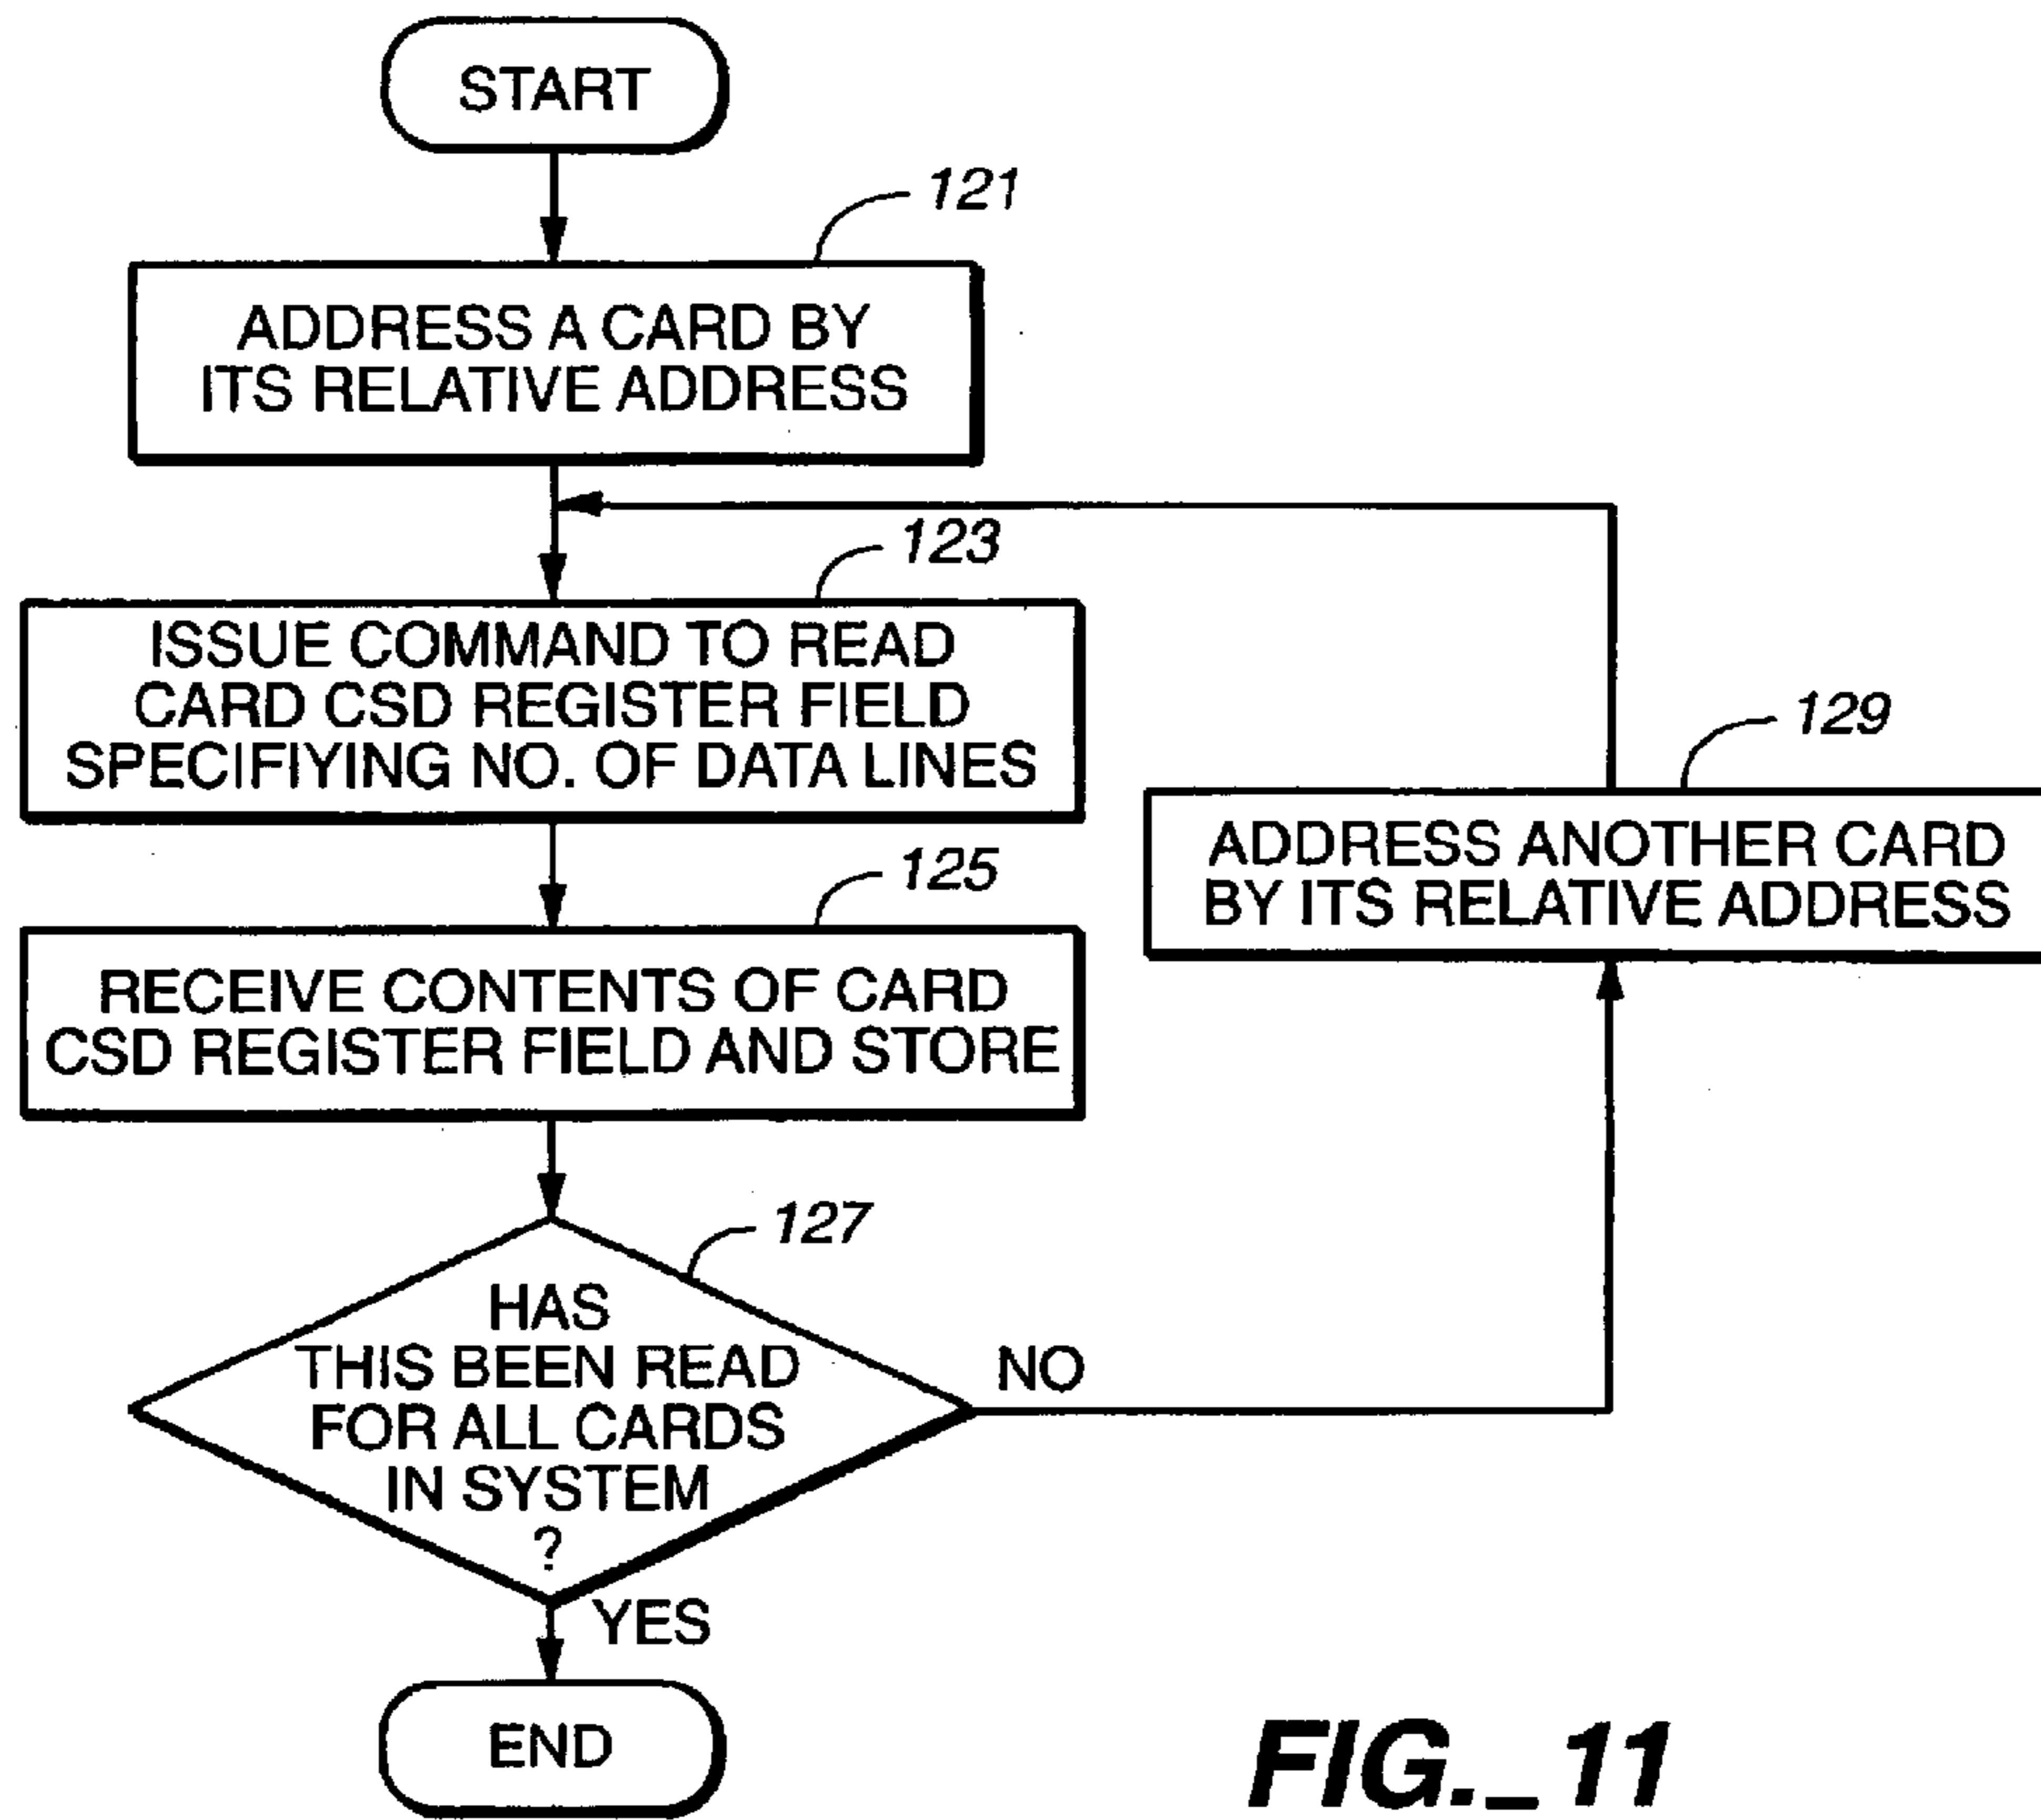 START
121
ADDRESS A CARD BY
ITS RELATIVE ADDRESS
123
ISSUE COMMAND TO READ
CARD CSD REGISTER FIELD
SPECIFIYING NO. OF DATA LINES
129
ADDRESS ANOTHER CARD
BY ITS RELATIVE ADDRESS
125
RECEIVE CONTENTS OF CARD
CSD REGISTER FIELD AND STORE
127
HAS
THIS BEEN READ
FOR ALL CARDS
IN SYSTEM
?
NO
YES
END
FIG._11